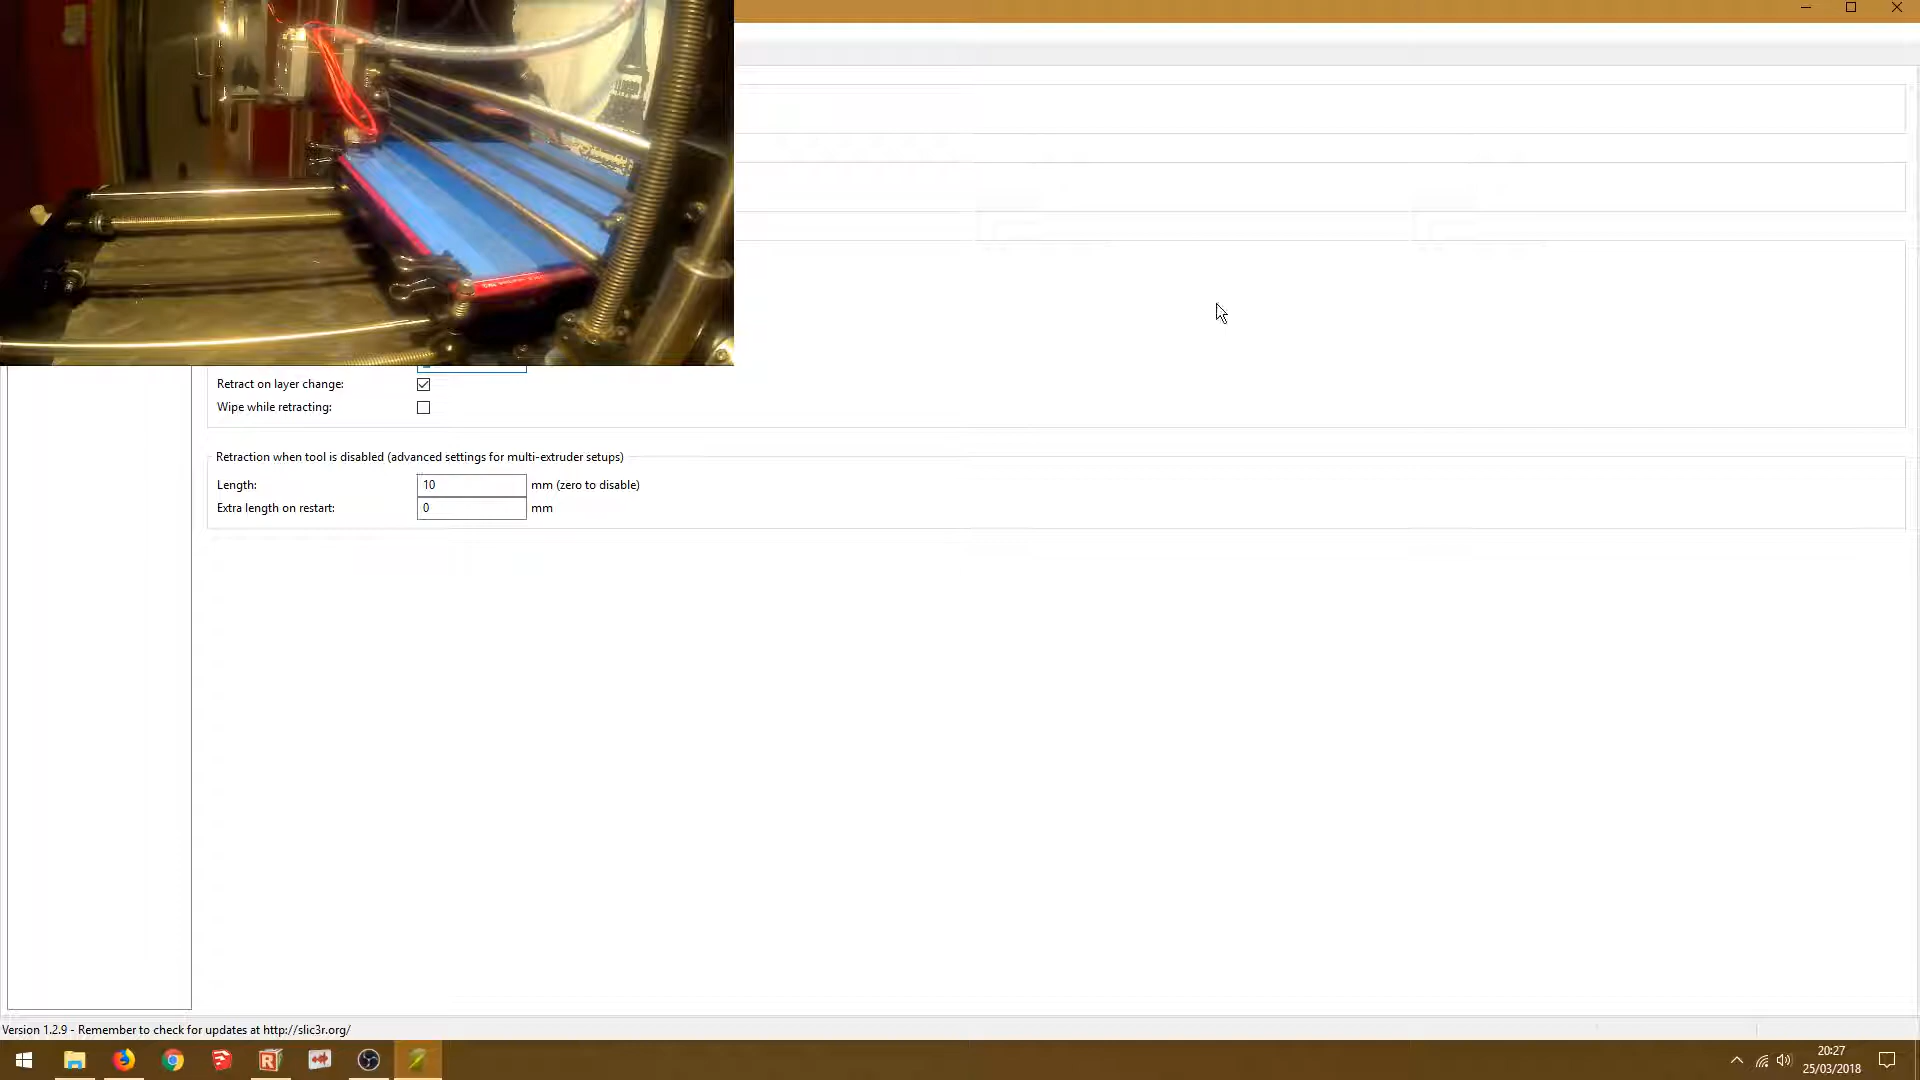 Retract on layer change:
Wipe while retracting:
Retraction when tool is disabled (advanced settings for multi-extruder setups)
Length: 10 mm (zero to disable)
Extra length on restart: 0 mm
Version 1.2.9 - Remember to check for updates at http://slic3r.org/
20:27
25/03/2018